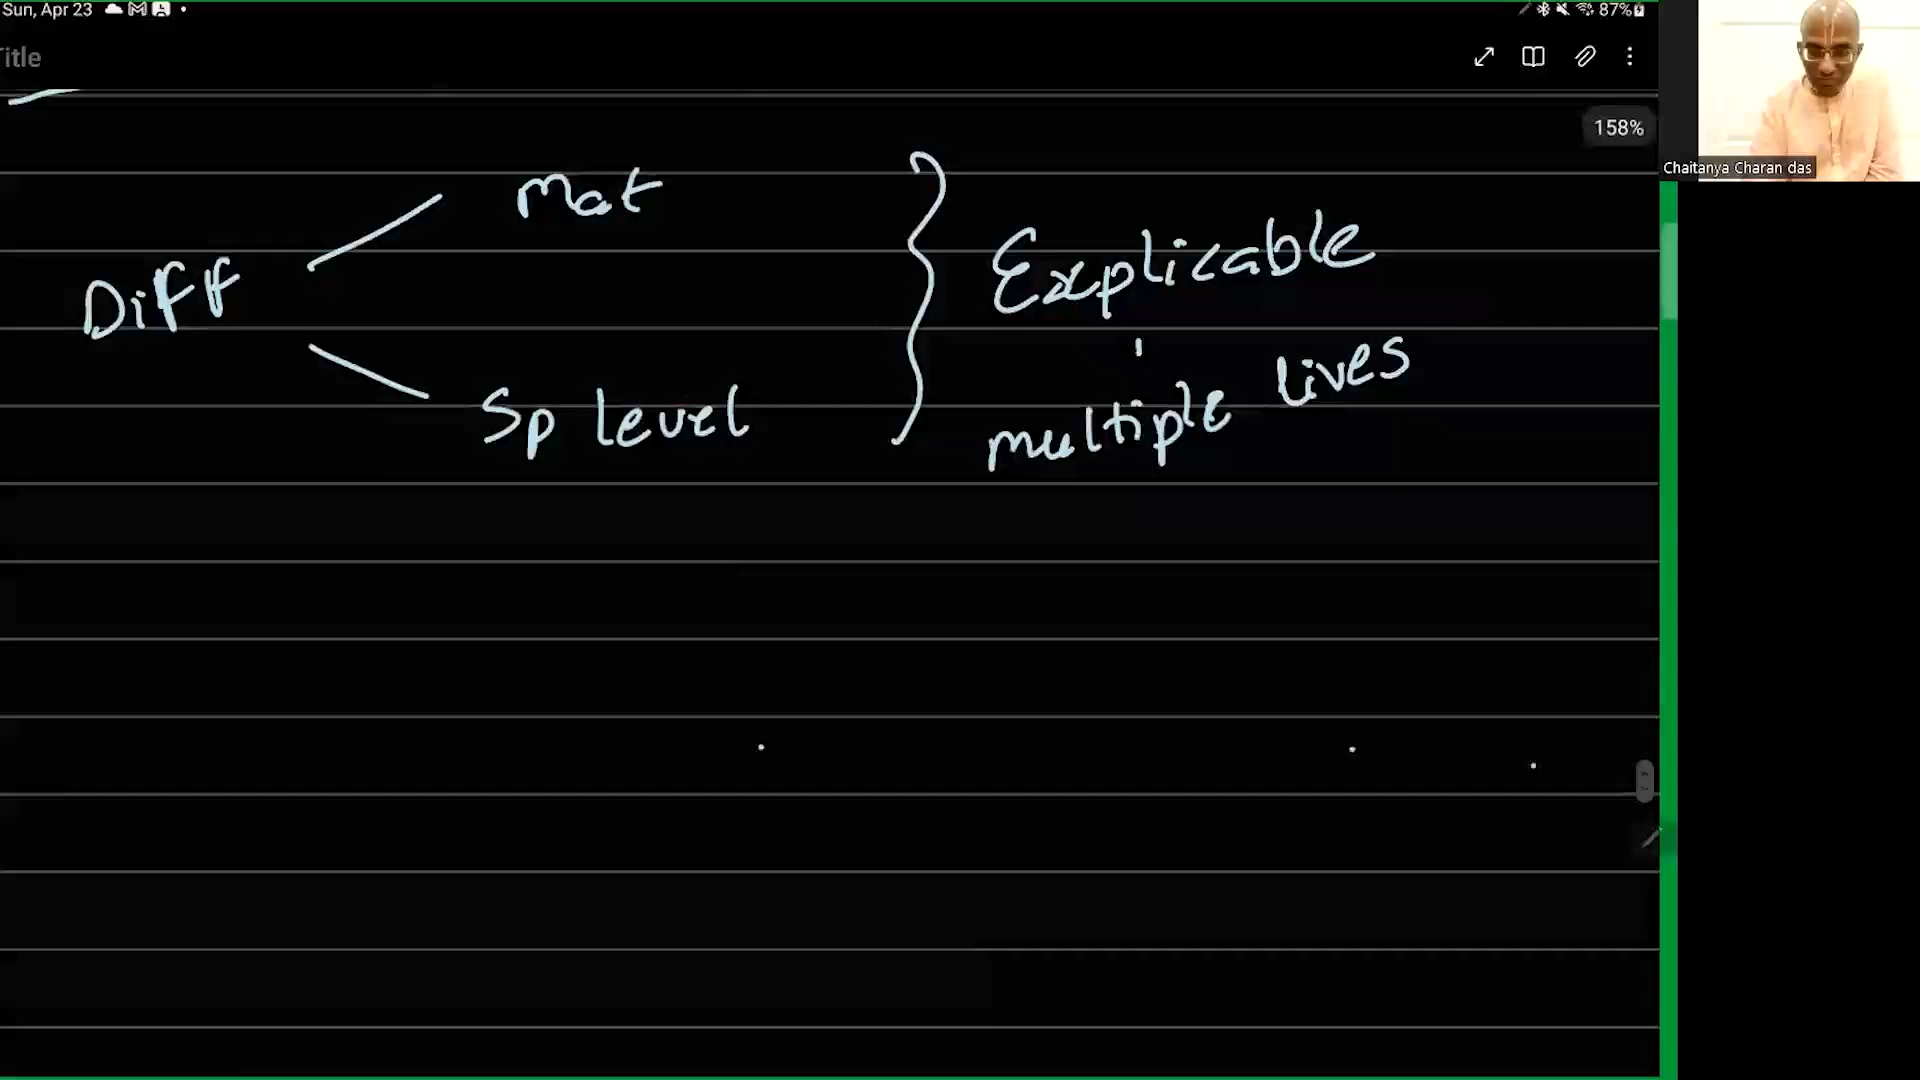 Sun, Apr 23
87%
Title
158%
Chaitanya Charan das
Mat
Diff
Sp level
Explicable
multiple lives